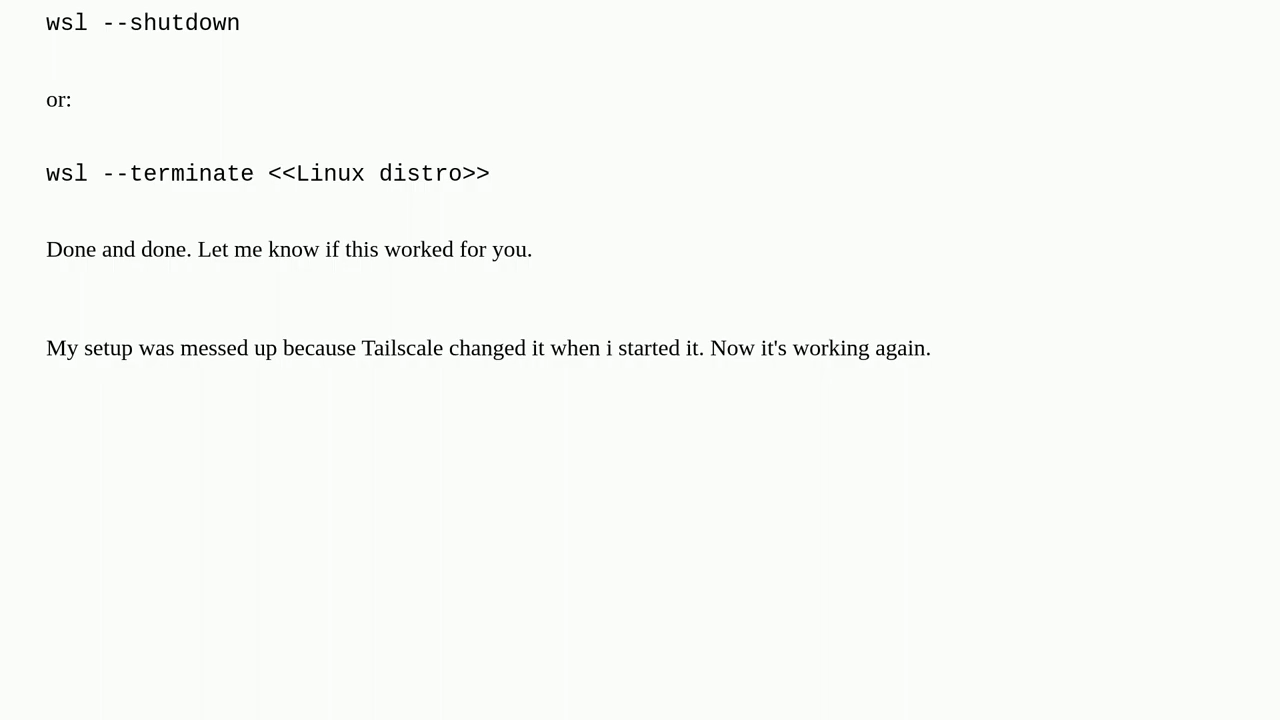 wsl --shutdown
or:
wsl --terminate <<Linux distro>>
Done and done. Let me know if this worked for you.
My setup was messed up because Tailscale changed it when i started it. Now it's working again.